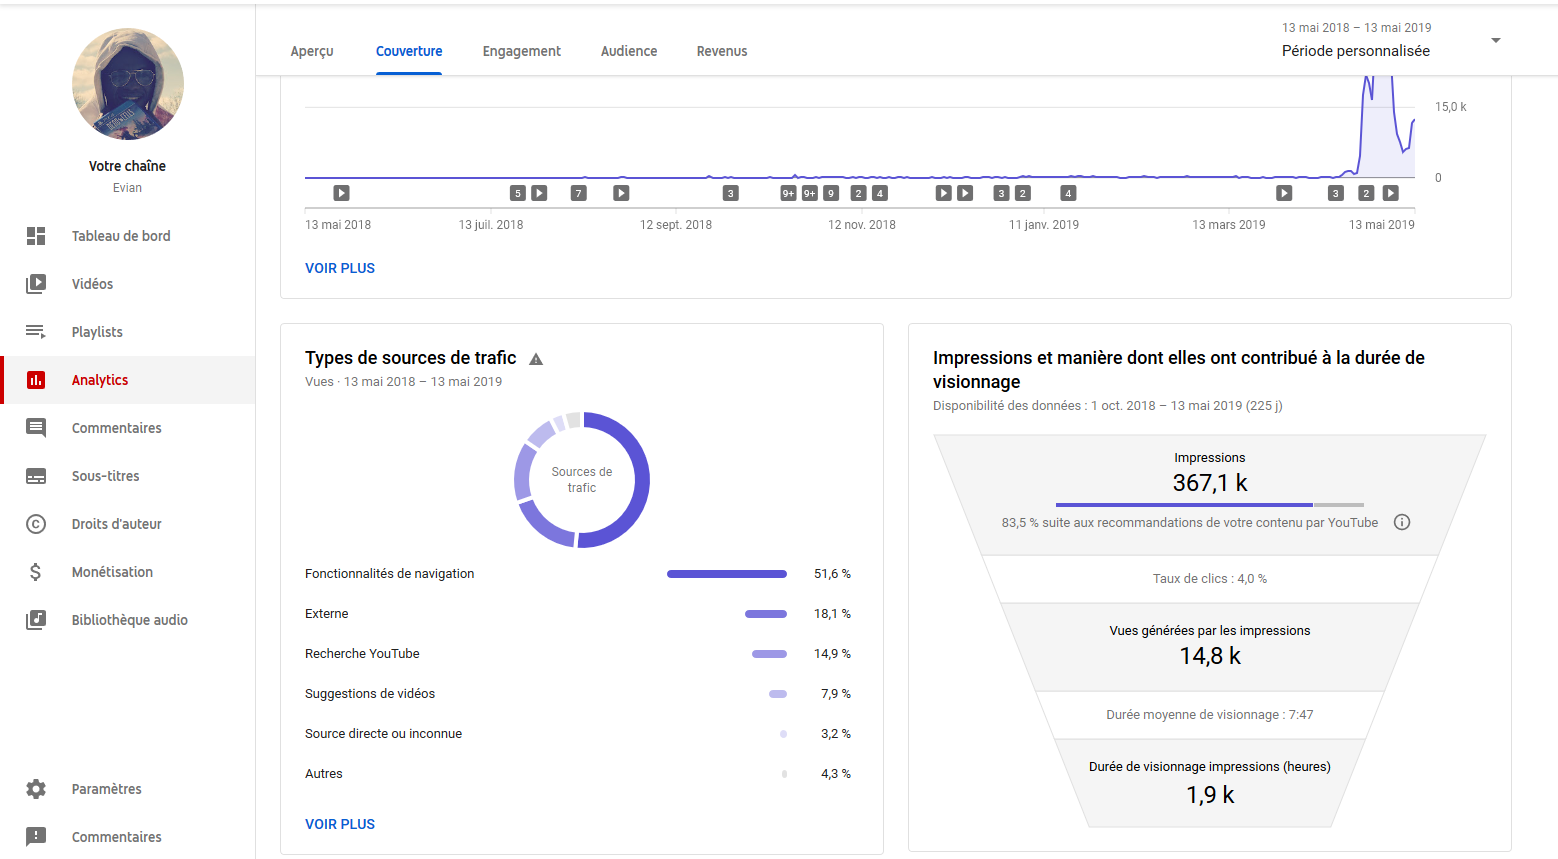 Votre chaîne
Evian
Tableau de bord
Vidéos
Playlists
Analytics
Commentaires
Sous-titres
Droits d'auteur
Monétisation
Bibliothèque audio
Paramètres
Commentaires
Aperçu
Couverture
Engagement
Audience
Revenus
13 mai 2018 – 13 mai 2019
Période personnalisée
15,0 k
0
5
7
3
9+
9+
9
2
4
3
2
4
3
2
13 mai 2018
13 juil. 2018
12 sept. 2018
12 nov. 2018
11 janv. 2019
13 mars 2019
13 mai 2019
VOIR PLUS
Types de sources de trafic
Vues · 13 mai 2018 – 13 mai 2019
Sources de
trafic
Fonctionnalités de navigation 51,6 %
Externe 18,1 %
Recherche YouTube 14,9 %
Suggestions de vidéos 7,9 %
Source directe ou inconnue 3,2 %
Autres 4,3 %
VOIR PLUS
Impressions et manière dont elles ont contribué à la durée de
visionnage
Disponibilité des données : 1 oct. 2018 – 13 mai 2019 (225 j)
Impressions
367,1 k
83,5 % suite aux recommandations de votre contenu par YouTube
Taux de clics : 4,0 %
Vues générées par les impressions
14,8 k
Durée moyenne de visionnage : 7:47
Durée de visionnage impressions (heures)
1,9 k